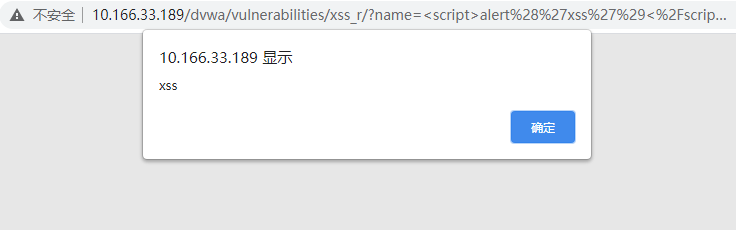 不安全 | 10.166.33.189/dvwa/vulnerabilities/xss_r/?name=<script>alert%28%27xss%27%29<%2Fscrip...
10.166.33.189 显示
xss
确定